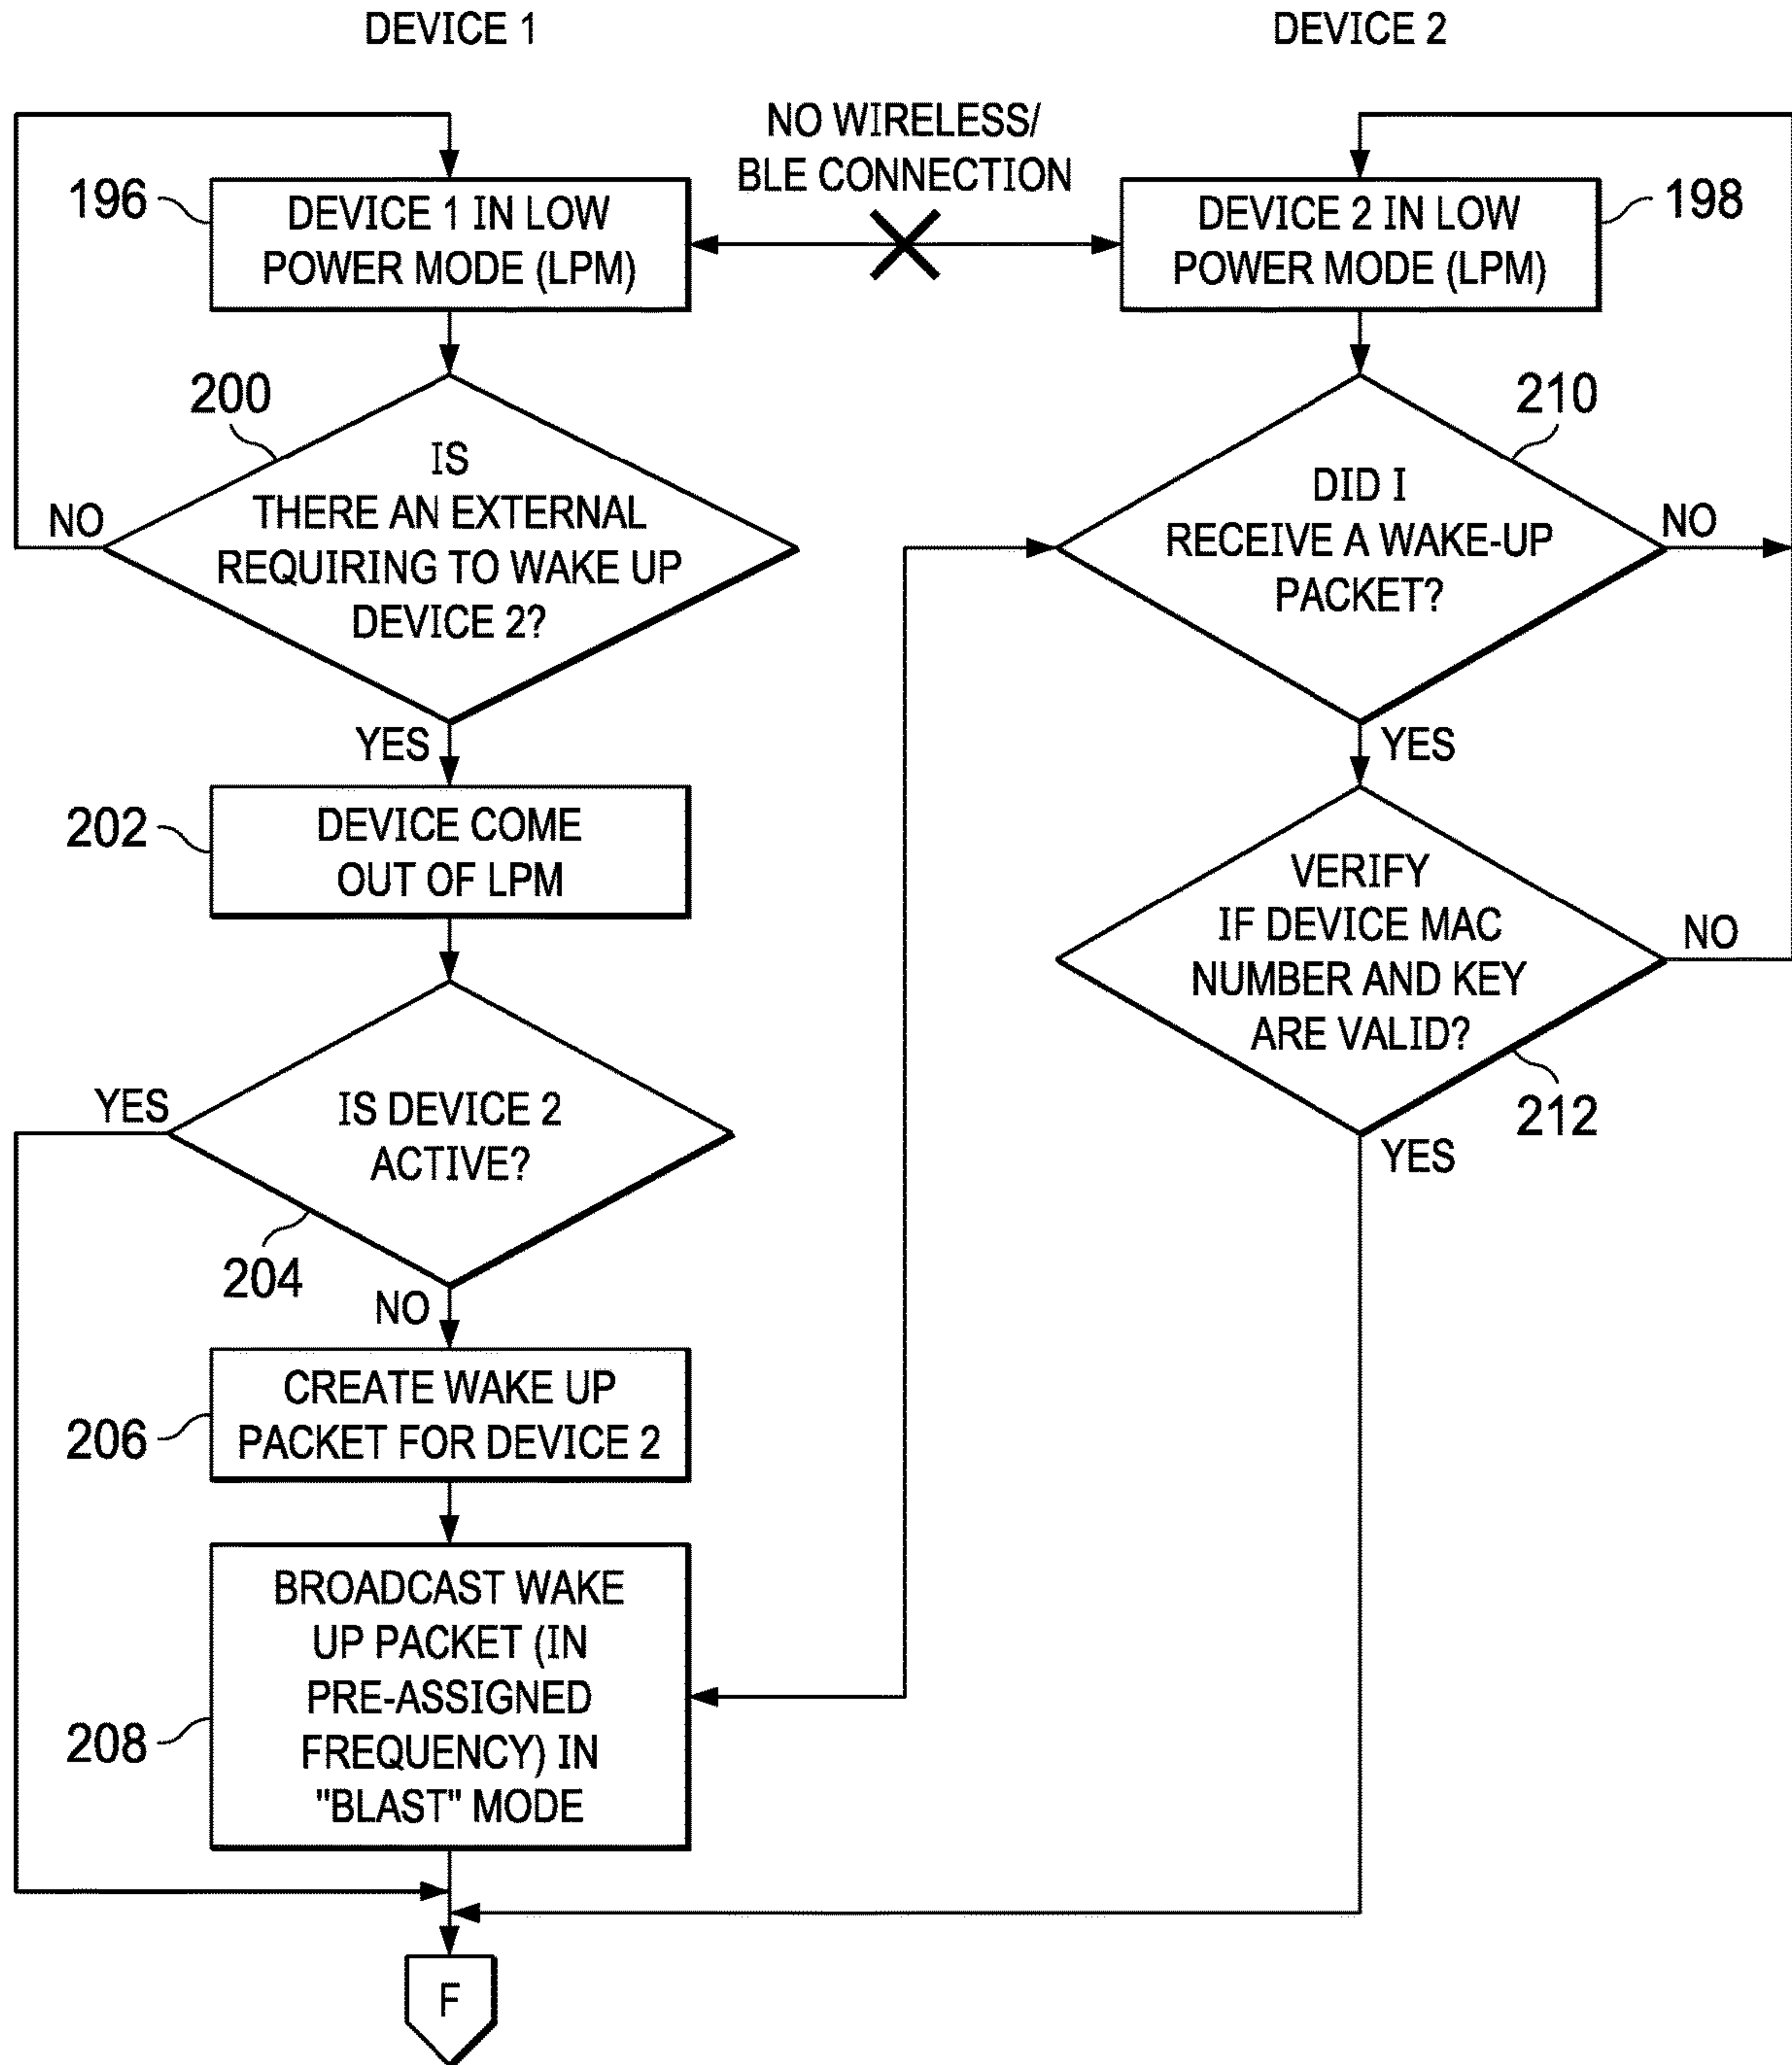 DEVICE 1
DEVICE 2
NO WIRELESS/
BLE CONNECTION
196
DEVICE 1 IN LOW
POWER MODE (LPM)
DEVICE 2 IN LOW
POWER MODE (LPM)
198
200
IS
THERE AN EXTERNAL
REQUIRING TO WAKE UP
DEVICE 2?
NO
YES
210
DID I
RECEIVE A WAKE-UP
PACKET?
NO
YES
202
DEVICE COME
OUT OF LPM
VERIFY
IF DEVICE MAC
NUMBER AND KEY
ARE VALID?
NO
212
YES
YES
IS DEVICE 2
ACTIVE?
204
NO
206
CREATE WAKE UP
PACKET FOR DEVICE 2
208
BROADCAST WAKE
UP PACKET (IN
PRE-ASSIGNED
FREQUENCY) IN
"BLAST" MODE
F